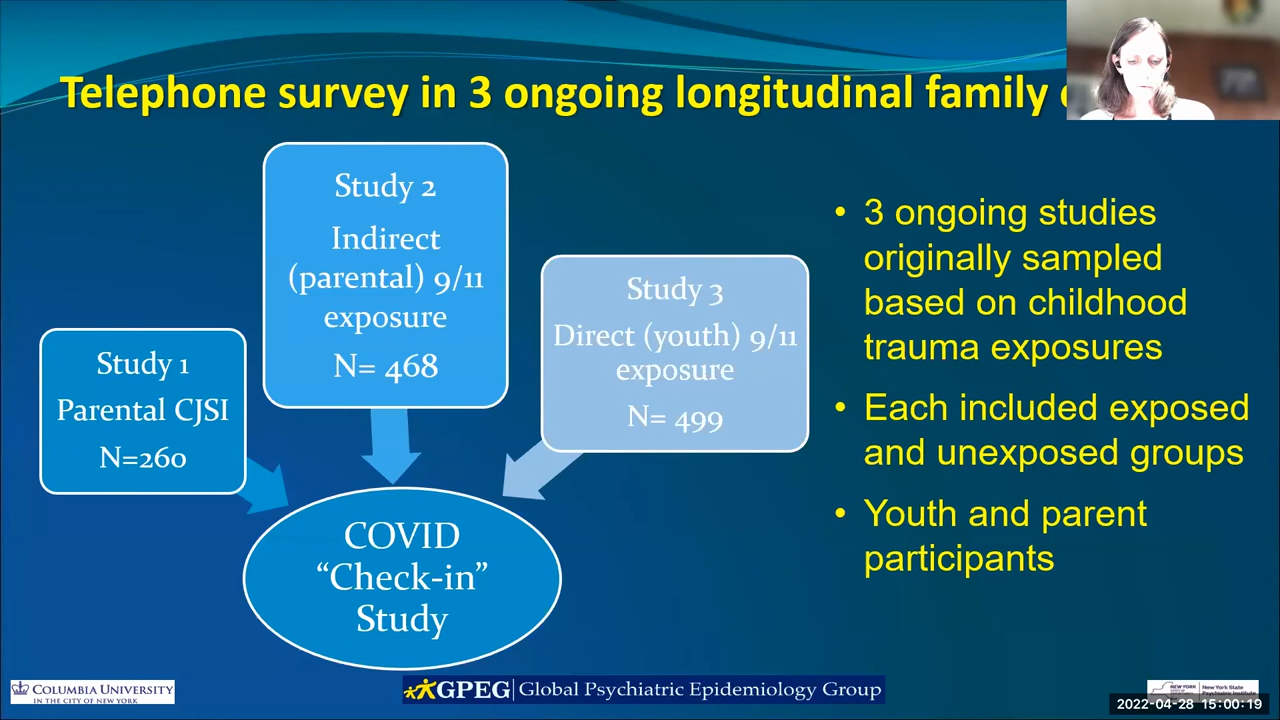 Telephone survey in 3 ongoing longitudinal family
Study 1
Parental CJSI
N=260
Study 2
Indirect
(parental) 9/11
exposure
N= 468
Study 3
Direct (youth) 9/11
exposure
N= 499
COVID
“Check-in”
Study
• 3 ongoing studies
originally sampled
based on childhood
trauma exposures
• Each included exposed
and unexposed groups
• Youth and parent
participants
COLUMBIA UNIVERSITY
IN THE CITY OF NEW YORK
GPEG | Global Psychiatric Epidemiology Group
New York State
Psychiatric Institute
2022-04-28 15:00:19